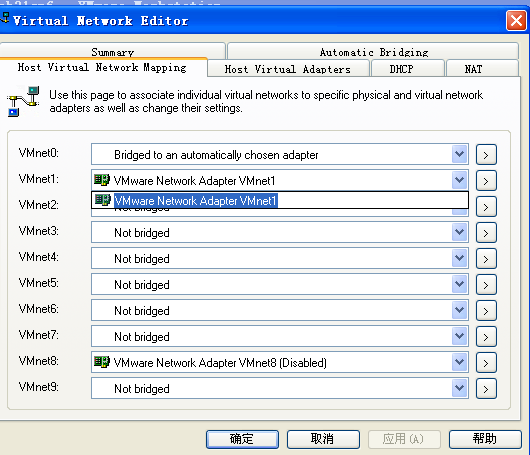 Virtual Network Editor
Summary
Automatic Bridging
Host Virtual Network Mapping
Host Virtual Adapters
DHCP
NAT
Use this page to associate individual virtual networks to specific physical and virtual network
adapters as well as change their settings.
VMnet0:
Bridged to an automatically chosen adapter
>
VMnet1:
VMware Network Adapter VMnet1
>
VMware Network Adapter VMnet1
VMnet2:
Not bridged
>
VMnet3:
Not bridged
>
VMnet4:
Not bridged
>
VMnet5:
Not bridged
>
VMnet6:
Not bridged
>
VMnet7:
Not bridged
>
VMnet8:
VMware Network Adapter VMnet8 (Disabled)
>
VMnet9:
Not bridged
>
确定
取消
应用(A)
帮助